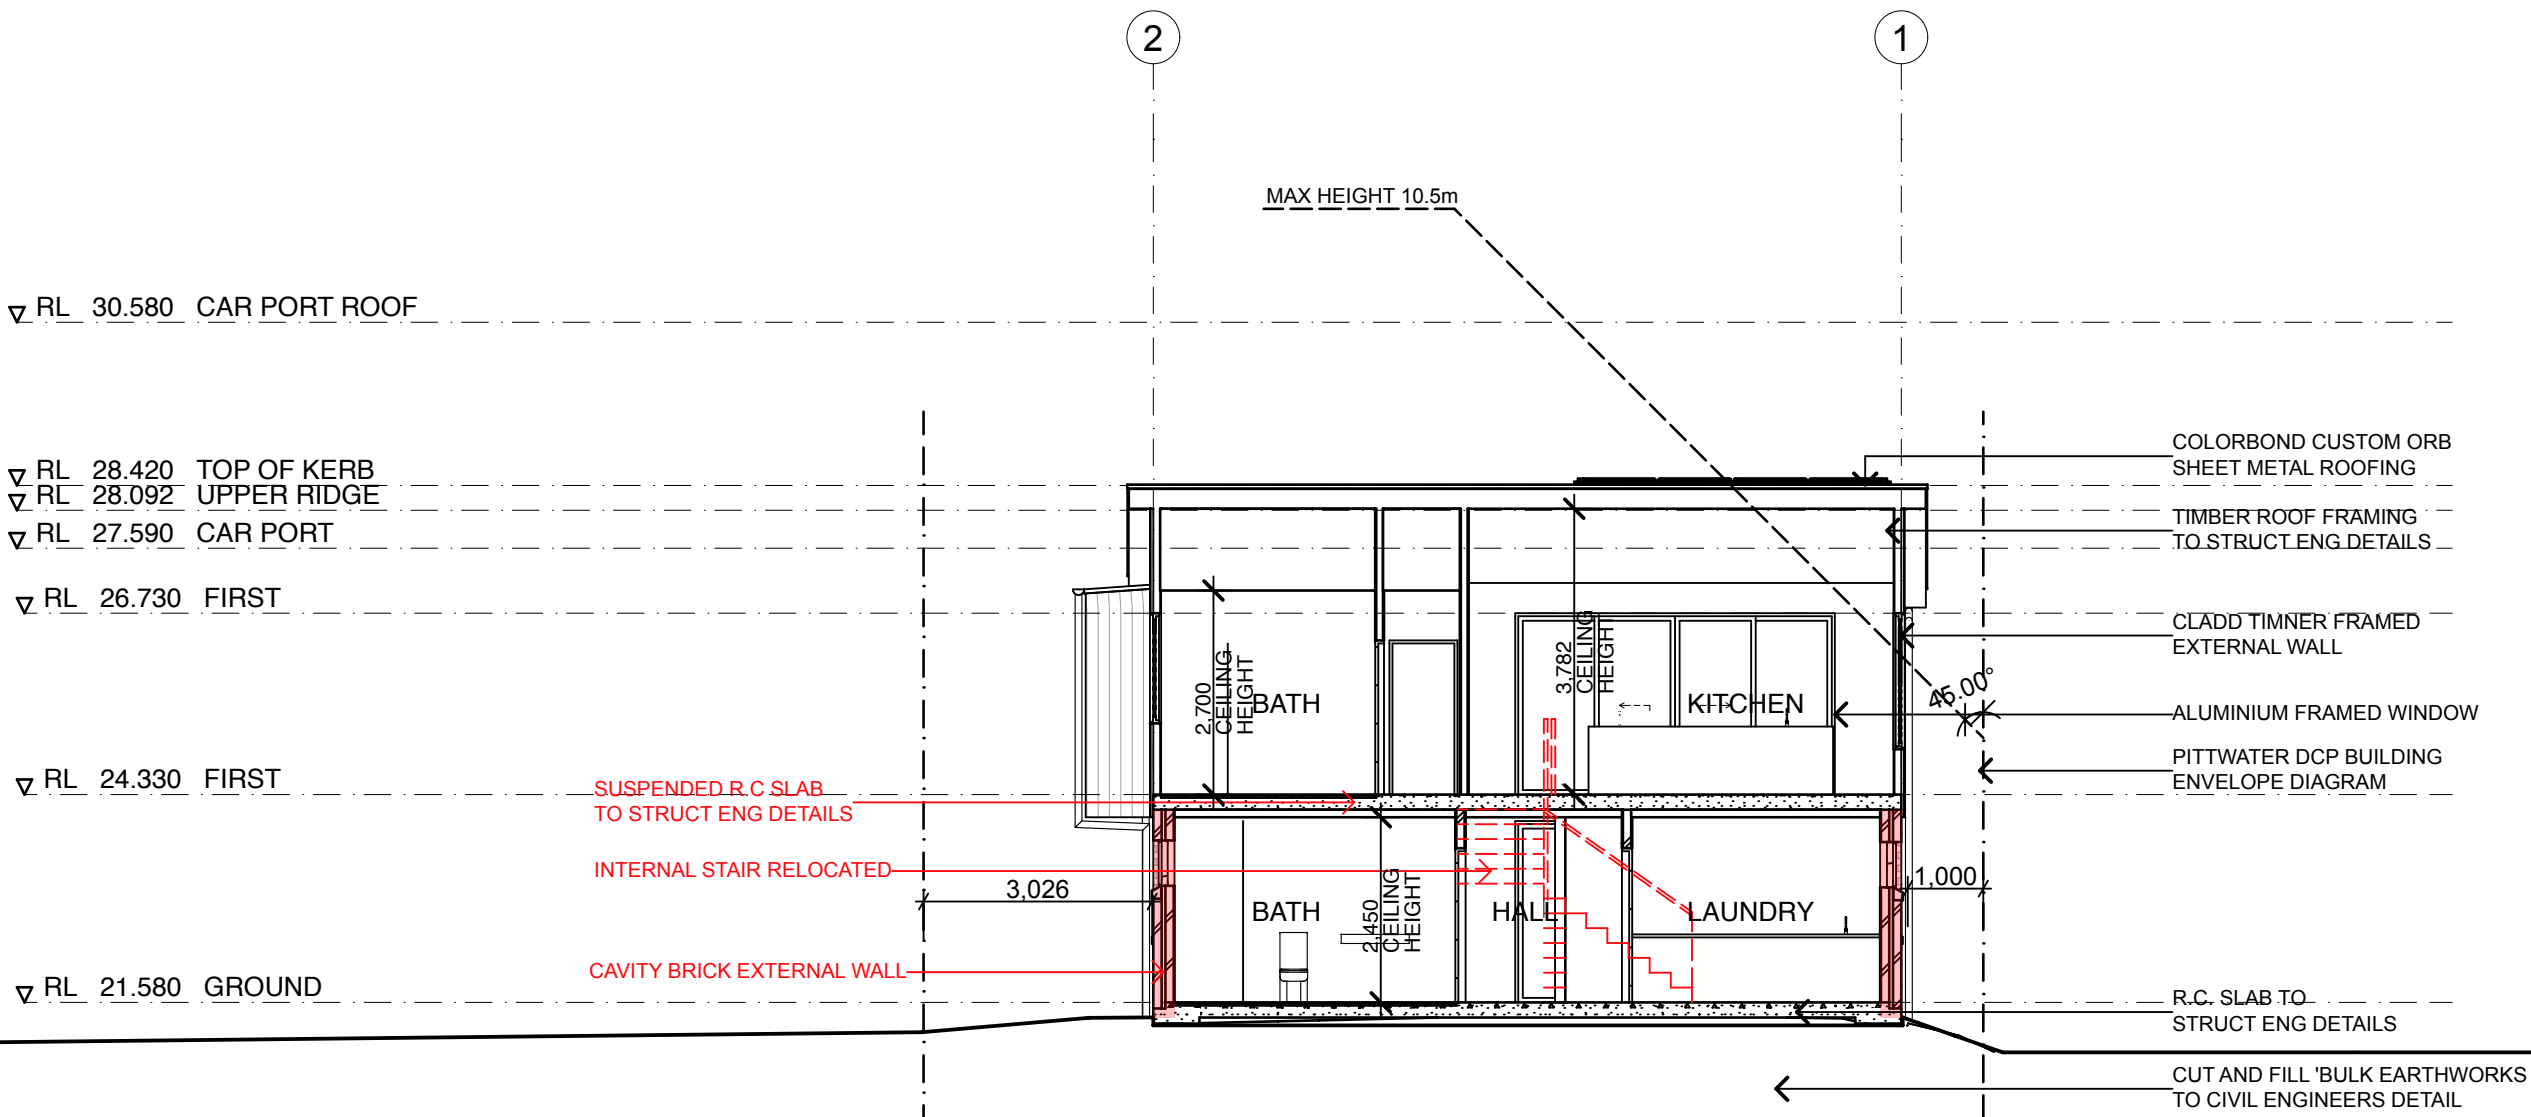 2
1
MAX HEIGHT 10.5m
RL 30.580 CAR PORT ROOF
RL 28.420 TOP OF KERB
RL 28.092 UPPER RIDGE
RL 27.590 CAR PORT
RL 26.730 FIRST
RL 24.330 FIRST
RL 21.580 GROUND
COLORBOND CUSTOM ORB
SHEET METAL ROOFING
TIMBER ROOF FRAMING
TO STRUCT ENG DETAILS
CLADD TIMNER FRAMED
EXTERNAL WALL
45.00°
ALUMINIUM FRAMED WINDOW
PITTWATER DCP BUILDING
ENVELOPE DIAGRAM
2,700
CEILING
HEIGHT
BATH
3,782
CEILING
HEIGHT
KITCHEN
SUSPENDED R.C SLAB
TO STRUCT ENG DETAILS
INTERNAL STAIR RELOCATED
3,026
1,000
BATH
2,450
CEILING
HEIGHT
HALL
LAUNDRY
CAVITY BRICK EXTERNAL WALL
R.C. SLAB TO
STRUCT ENG DETAILS
CUT AND FILL 'BULK EARTHWORKS
TO CIVIL ENGINEERS DETAIL